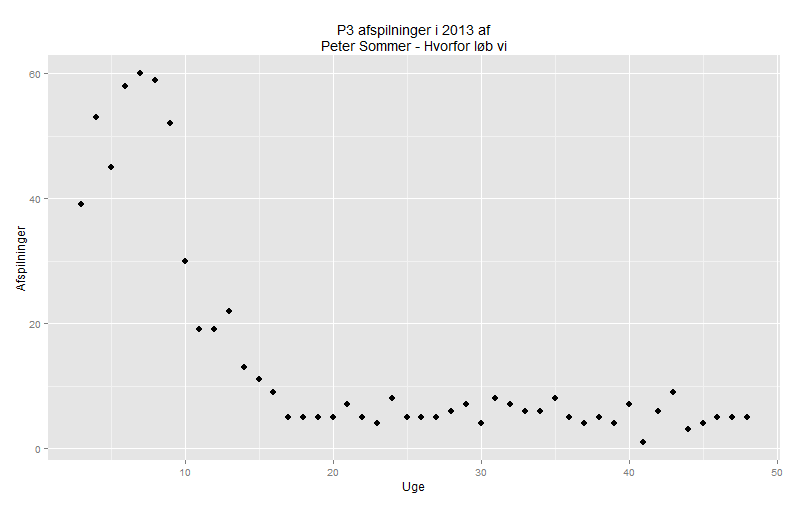 P3 afspilninger i 2013 af
Peter Sommer - Hvorfor løb vi
60
40
20
0
Afspilninger
10 20 30 40 50
Uge